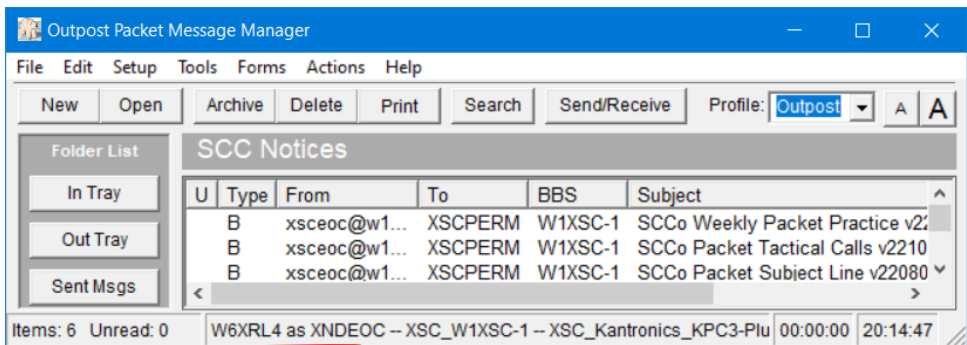 Outpost Packet Message Manager
File Edit Setup Tools Forms Actions Help
New Open Archive Delete Print Search Send/Receive Profile: Outpost A A
Folder List SCC Notices
In Tray
Out Tray
Sent Msgs
U Type From To BBS Subject
B xsceoc@w1... XSCPERM W1XSC-1 SCCo Weekly Packet Practice v22
B xsceoc@w1... XSCPERM W1XSC-1 SCCo Packet Tactical Calls v2210
B xsceoc@w1... XSCPERM W1XSC-1 SCCo Packet Subject Line v22080
Items: 6 Unread: 0 W6XRL4 as XNDEOC -- XSC_W1XSC-1 -- XSC_Kantronics_KPC3-Plu 00:00:00 20:14:47